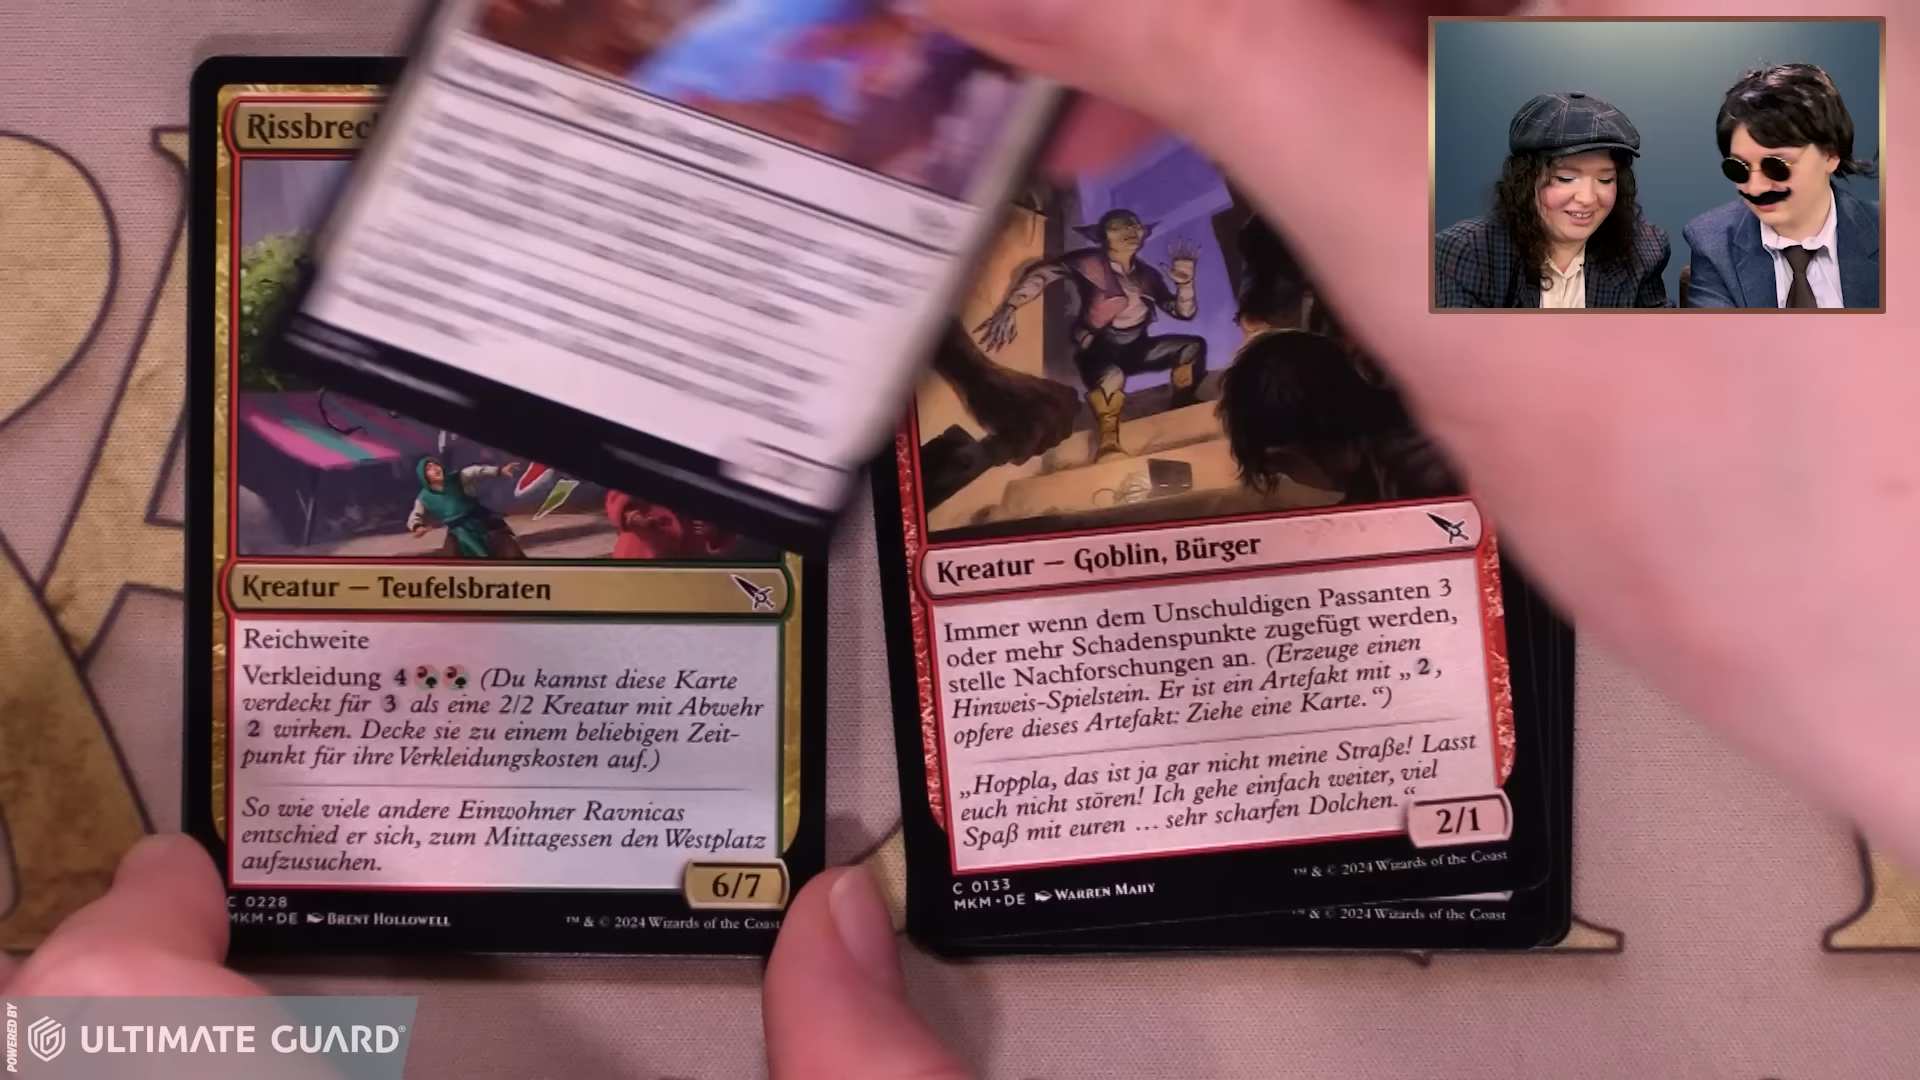 Rissbrec
Kreatur — Teufelsbraten
Reichweite
Verkleidung 4 (Du kannst diese Karte
verdeckt für 3 als eine 2/2 Kreatur mit Abwehr
2 wirken. Decke sie zu einem beliebigen Zeit-
punkt für ihre Verkleidungskosten auf.)
So wie viele andere Einwohner Ravnicas
entschied er sich, zum Mittagessen den Westplatz
aufzusuchen.
6/7
C 0228
MKM • DE BRENT HOLLOWELL
™ & © 2024 Wizards of the Coast
Kreatur — Goblin, Bürger
Immer wenn dem Unschuldigen Passanten 3
oder mehr Schadenspunkte zugefügt werden,
stelle Nachforschungen an. (Erzeuge einen
Hinweis-Spielstein. Er ist ein Artefakt mit „2,
opfere dieses Artefakt: Ziehe eine Karte.“)
„Hoppla, das ist ja gar nicht meine Straße! Lasst
euch nicht stören! Ich gehe einfach weiter, viel
Spaß mit euren … sehr scharfen Dolchen.“
2/1
C 0133
MKM • DE WARREN MAHY
™ & © 2024 Wizards of the Coast
™ & © 2024 Wizards of the Coast
POWERED BY
ULTIMATE GUARD®